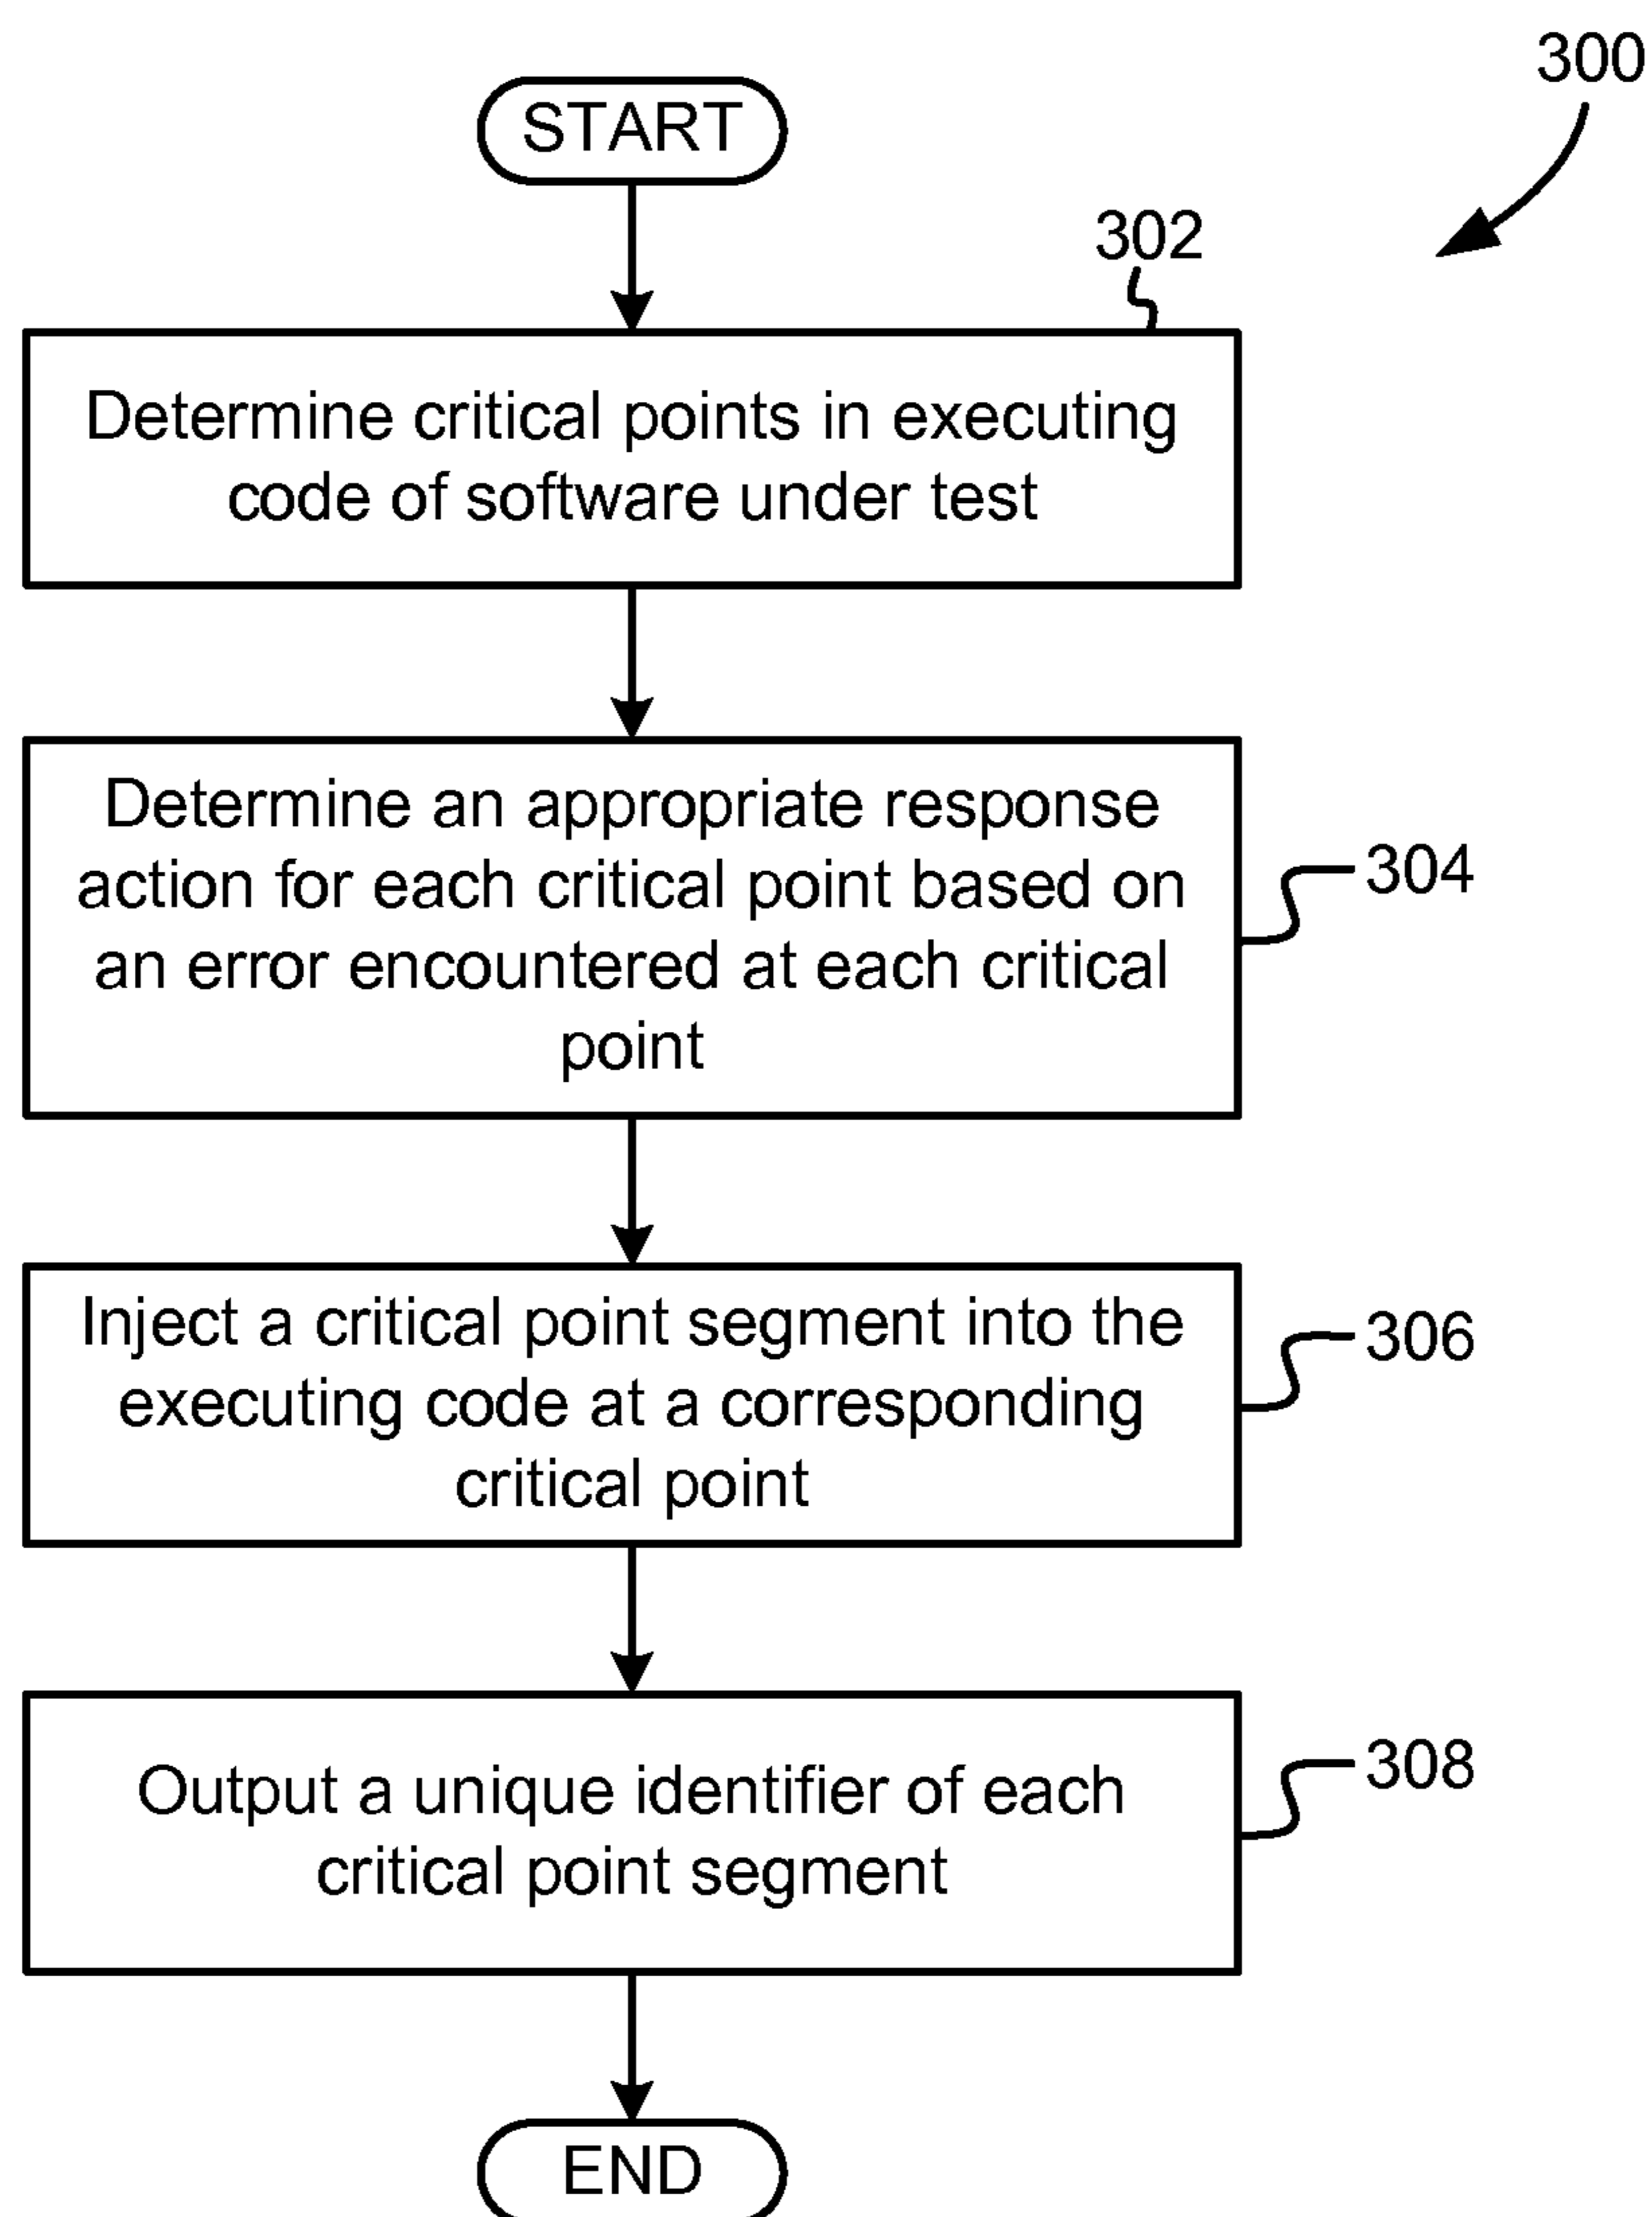 300
START
302
Determine critical points in executing
code of software under test
Determine an appropriate response
action for each critical point based on
an error encountered at each critical
point
304
Inject a critical point segment into the
executing code at a corresponding
critical point
306
Output a unique identifier of each
critical point segment
308
END